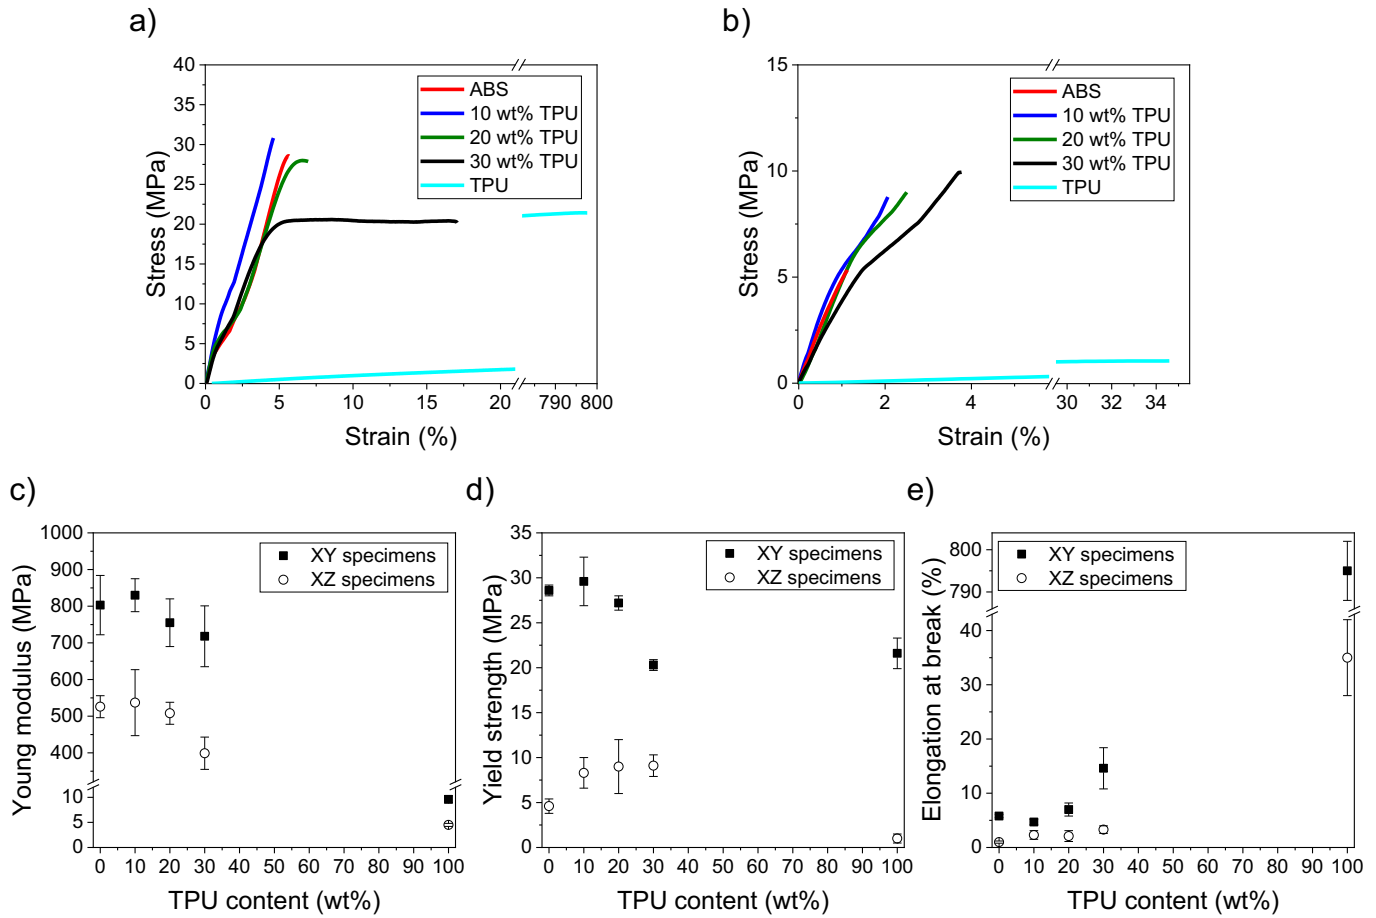 a)
40
35
30
25
20
15
10
5
0
Stress (MPa)
ABS
10 wt% TPU
20 wt% TPU
30 wt% TPU
TPU
0 5 10 15 20 790 800
Strain (%)
b)
15
10
5
0
Stress (MPa)
ABS
10 wt% TPU
20 wt% TPU
30 wt% TPU
TPU
0 2 4 30 32 34
Strain (%)
c)
1000
900
800
700
600
500
400
10
5
0
Young modulus (MPa)
XY specimens
XZ specimens
0 10 20 30 40 50 60 70 80 90 100
TPU content (wt%)
d)
35
30
25
20
15
10
5
0
Yield strength (MPa)
XY specimens
XZ specimens
0 10 20 30 40 50 60 70 80 90 100
TPU content (wt%)
e)
800
790
40
35
30
25
20
15
10
5
0
Elongation at break (%)
XY specimens
XZ specimens
0 10 20 30 40 50 60 70 80 90 100
TPU content (wt%)